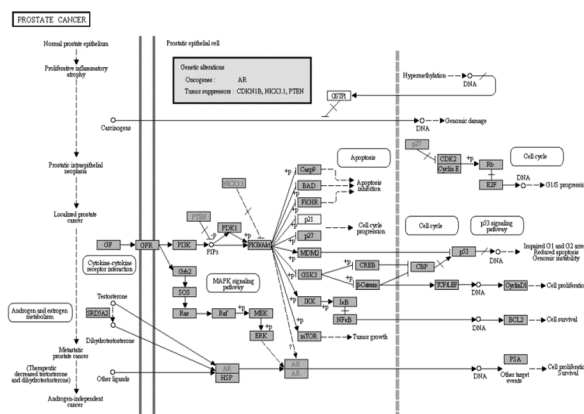 PROSTATE CANCER
Normal prostate epithelium
Proliferative inflammatory
atrophy
Prostatic intraepithelial
neoplasia
Localized prostate
cancer
Androgen and estrogen
metabolism
Metastatic
prostate cancer
(Therapeutic
decreased testosterone
and dihydrotestosterone)
Androgen-independent
cancer
Prostatic epithelial cell
Genetic alterations
Oncogenes : AR
Tumor suppressors : CDKN1B, NKX3.1, PTEN
Hypermethylation
DNA
GSTP1
Carcinogens
DNA
Genomic damage
p27
CDK2
Cyclin E
+p
Rb
E2F
Cell cycle
DNA
G1/S progression
NKX3.1
PTEN
GF
GFR
PI3K
PIP3
-p
PDK1
+p
PKB/Akt
Casp9
BAD
FKHR
p21
p27
MDM2
GSK3
IKK
mTOR
Apoptosis
Apoptosis
inhibition
Cell cycle
progression
Cell cycle
p53 signaling
pathway
p53
DNA
Impaired G1 and G2 arrest
Reduced apoptosis
Genomic instability
CREB
β-Catenin
CBP
TCF/LEF
DNA
CyclinD1
Cell proliferation
IκB
NFκB
DNA
BCL2
Cell survival
Tumor growth
Cytokine-cytokine
receptor interaction
Grb2
SOS
Ras
Raf
MEK
ERK
MAPK signaling
pathway
Testosterone
SRD5A2
Dihydrotestosterone
Other ligands
AR
HSP
AR
AR
DNA
PSA
Other target
events
Cell proliferation
Survival